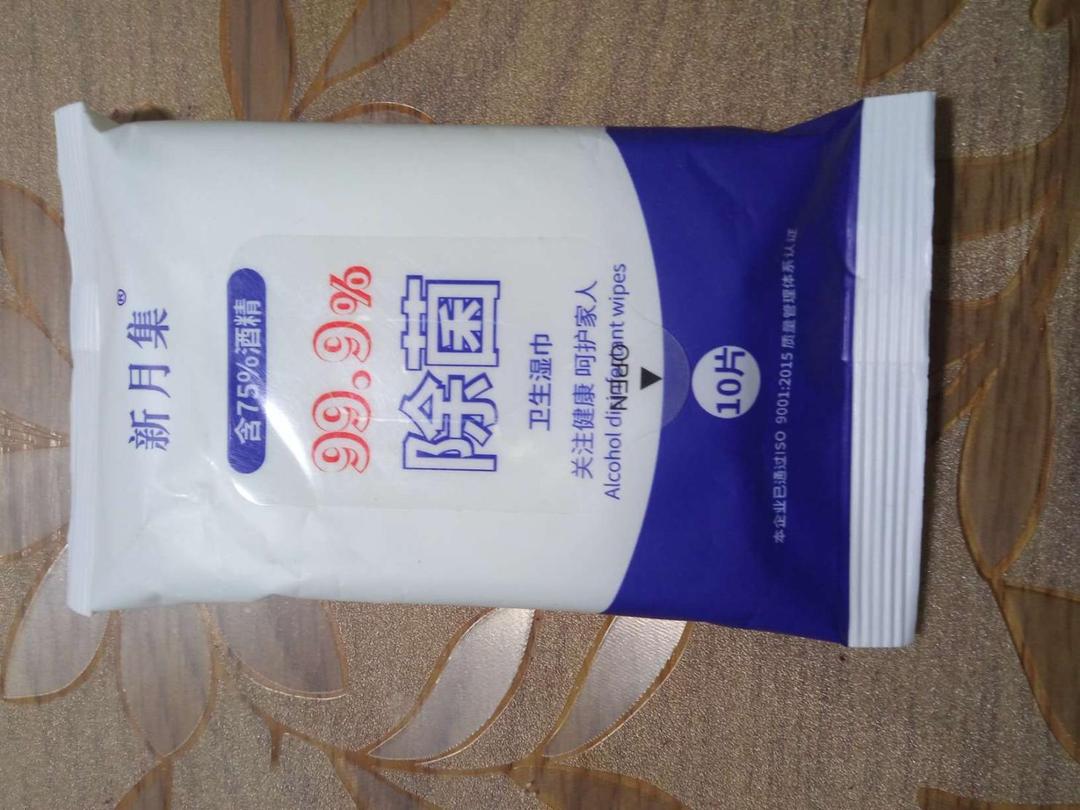 新月集®
含75%酒精
99.9%
除菌
卫生湿巾
关注健康 呵护家人
Alcohol disinfectant wipes
OPEN
10片
本企业已通过ISO 9001:2015 质量管理体系认证